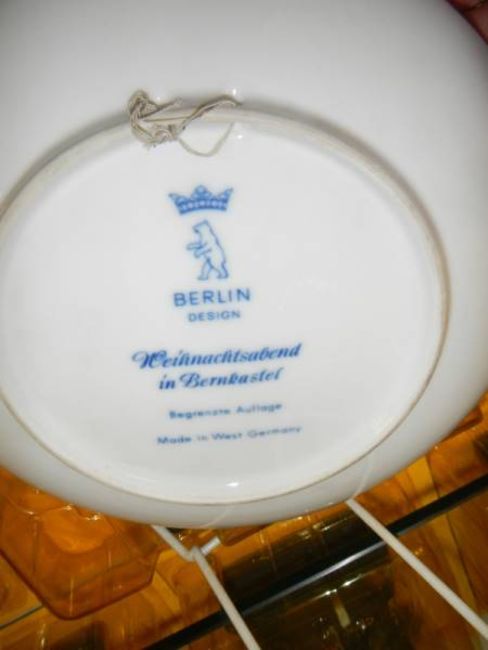 BERLIN
DESIGN
Weihnachtsabend
in Bernkastel
Begrenzte Auflage
Made in West Germany